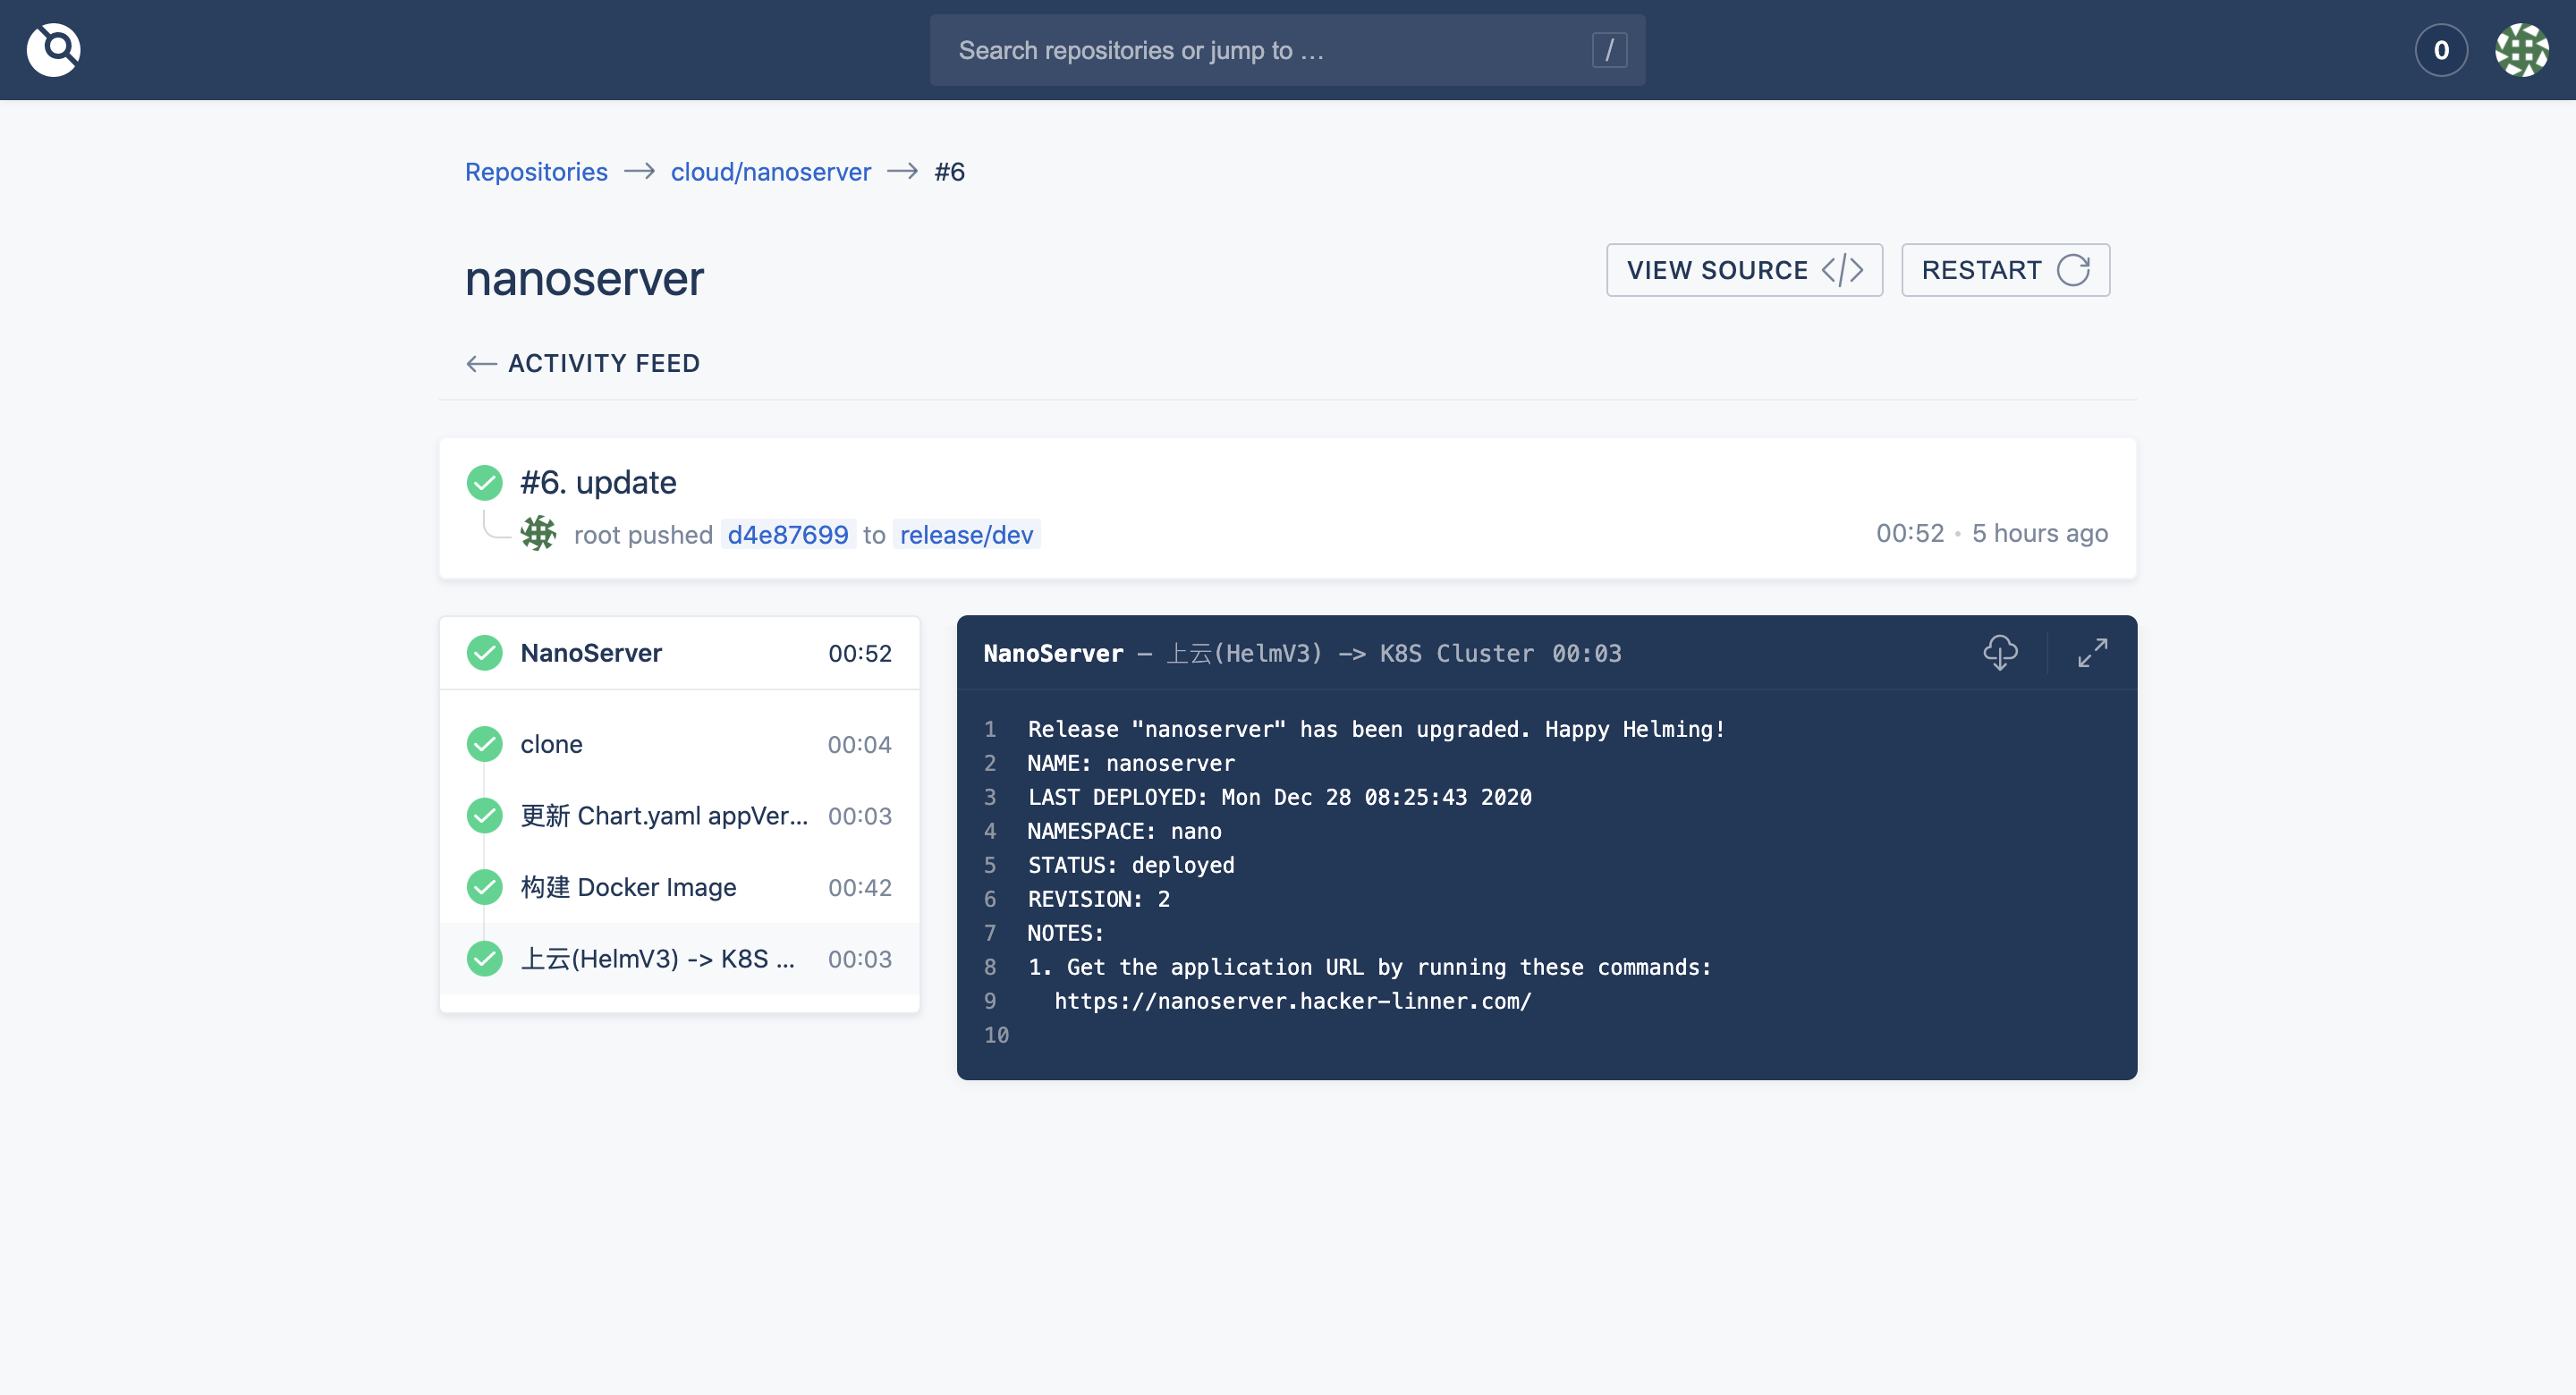 Search repositories or jump to …
/
0
Repositories → cloud/nanoserver → #6
nanoserver
VIEW SOURCE </>
RESTART
← ACTIVITY FEED
#6. update
root pushed d4e87699 to release/dev
00:52 • 5 hours ago
NanoServer 00:52
clone 00:04
更新 Chart.yaml appVer... 00:03
构建 Docker Image 00:42
上云(HelmV3) -> K8S ... 00:03
NanoServer — 上云(HelmV3) —> K8S Cluster 00:03
1 Release "nanoserver" has been upgraded. Happy Helming!
2 NAME: nanoserver
3 LAST DEPLOYED: Mon Dec 28 08:25:43 2020
4 NAMESPACE: nano
5 STATUS: deployed
6 REVISION: 2
7 NOTES:
8 1. Get the application URL by running these commands:
9 https://nanoserver.hacker-linner.com/
10